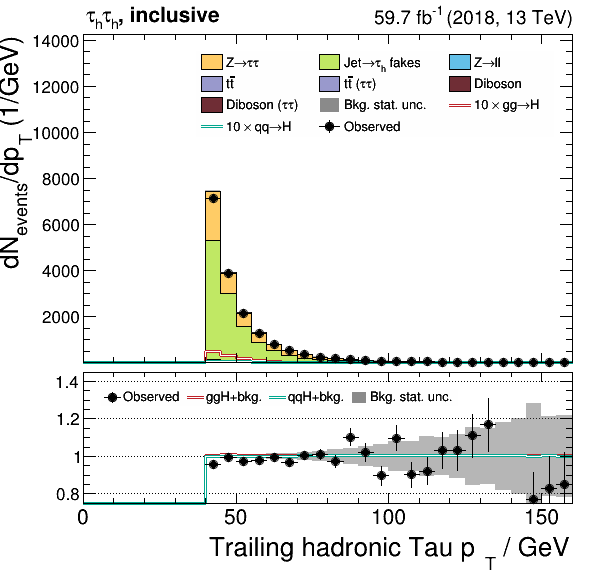 τₕτₕ, inclusive 59.7 fb⁻¹ (2018, 13 TeV)
dN_events/dp_T (1/GeV)
14000
12000
10000
8000
6000
4000
2000
Z→ττ Jet→τₕ fakes Z→ll
tt̄ tt̄ (ττ) Diboson
Diboson (ττ) Bkg. stat. unc. 10 × gg→H
10 × qq→H Observed
1.4
1.2
1
0.8
Observed ggH+bkg. qqH+bkg. Bkg. stat. unc.
0 50 100 150
Trailing hadronic Tau p_T / GeV